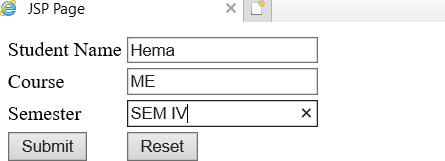 JSP Page
Student Name Hema
Course ME
Semester SEM IV
Submit Reset